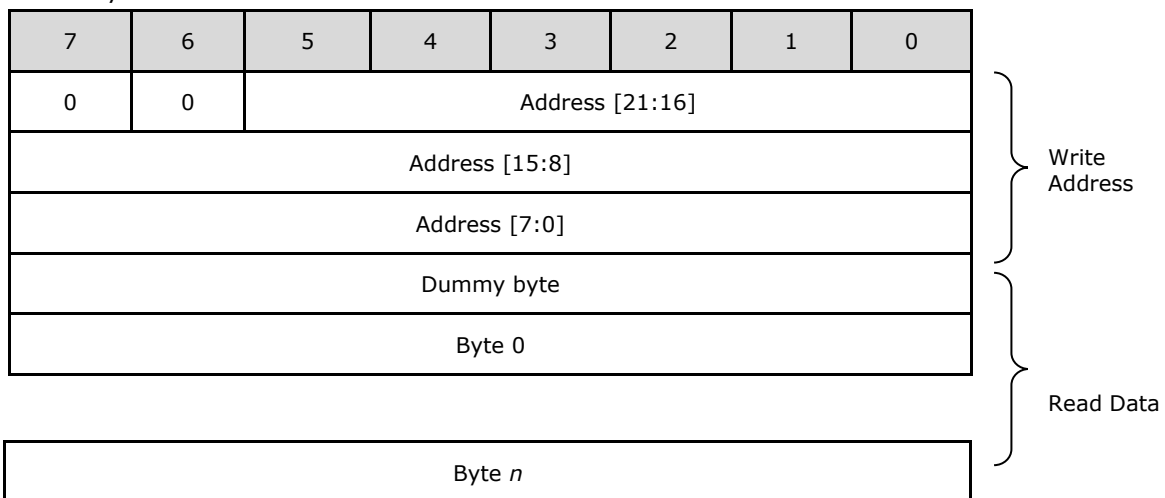 7 6 5 4 3 2 1 0
0 0 Address [21:16]
Address [15:8]
Write
Address
Address [7:0]
Dummy byte
Byte 0
Read Data
Byte n